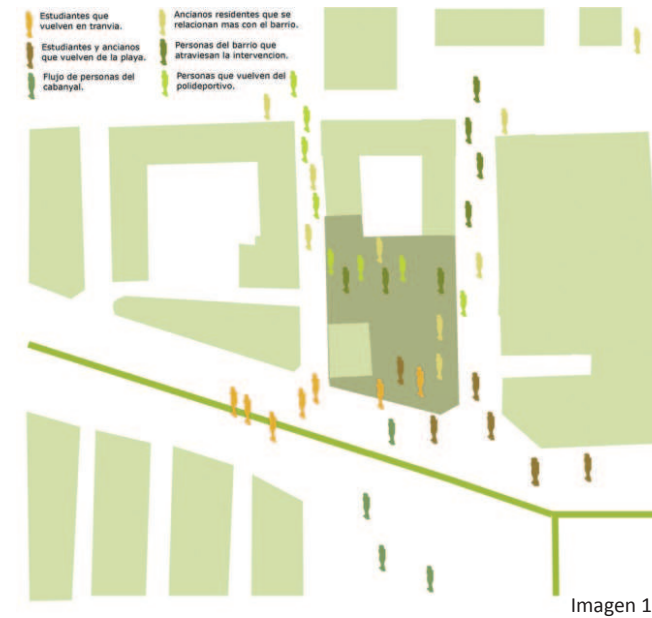 Estudiantes que
vuelven en tranvia.
Estudiantes y ancianos
que vuelven de la playa.
Flujo de personas del
cabanyal.
Ancianos residentes que se
relacionan mas con el barrio.
Personas del barrio que
atraviesan la intervencion.
Personas que vuelven del
polideportivo.
Imagen 1